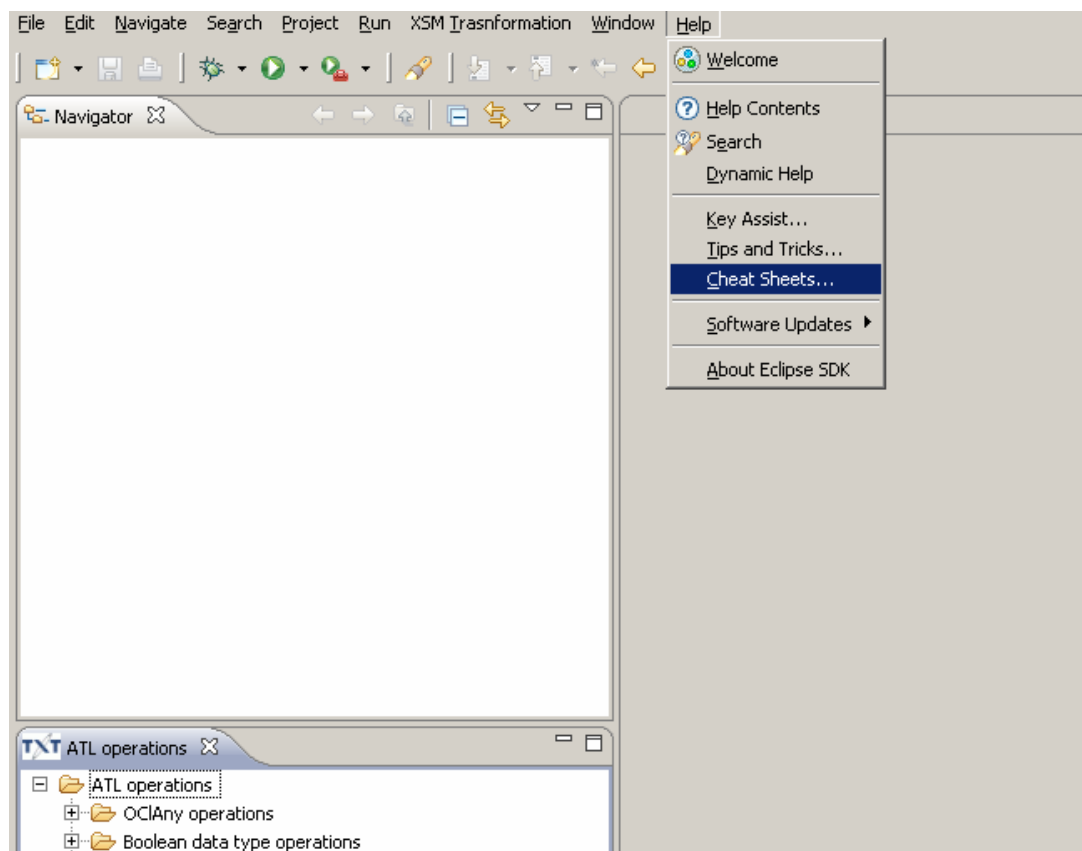 File Edit Navigate Search Project Run XSM Trasnformation Window Help
Welcome
Navigator
Help Contents
Search
Dynamic Help
Key Assist...
Tips and Tricks...
Cheat Sheets...
Software Updates
About Eclipse SDK
TXT ATL operations
ATL operations
OClAny operations
Boolean data type operations